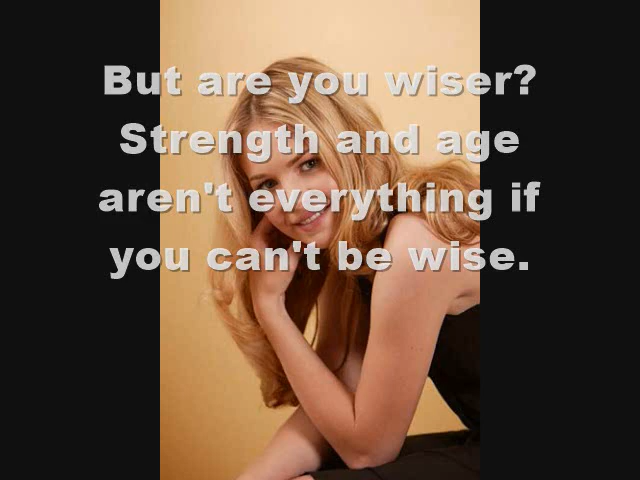 But are you wiser?
Strength and age
aren't everything if
you can't be wise.